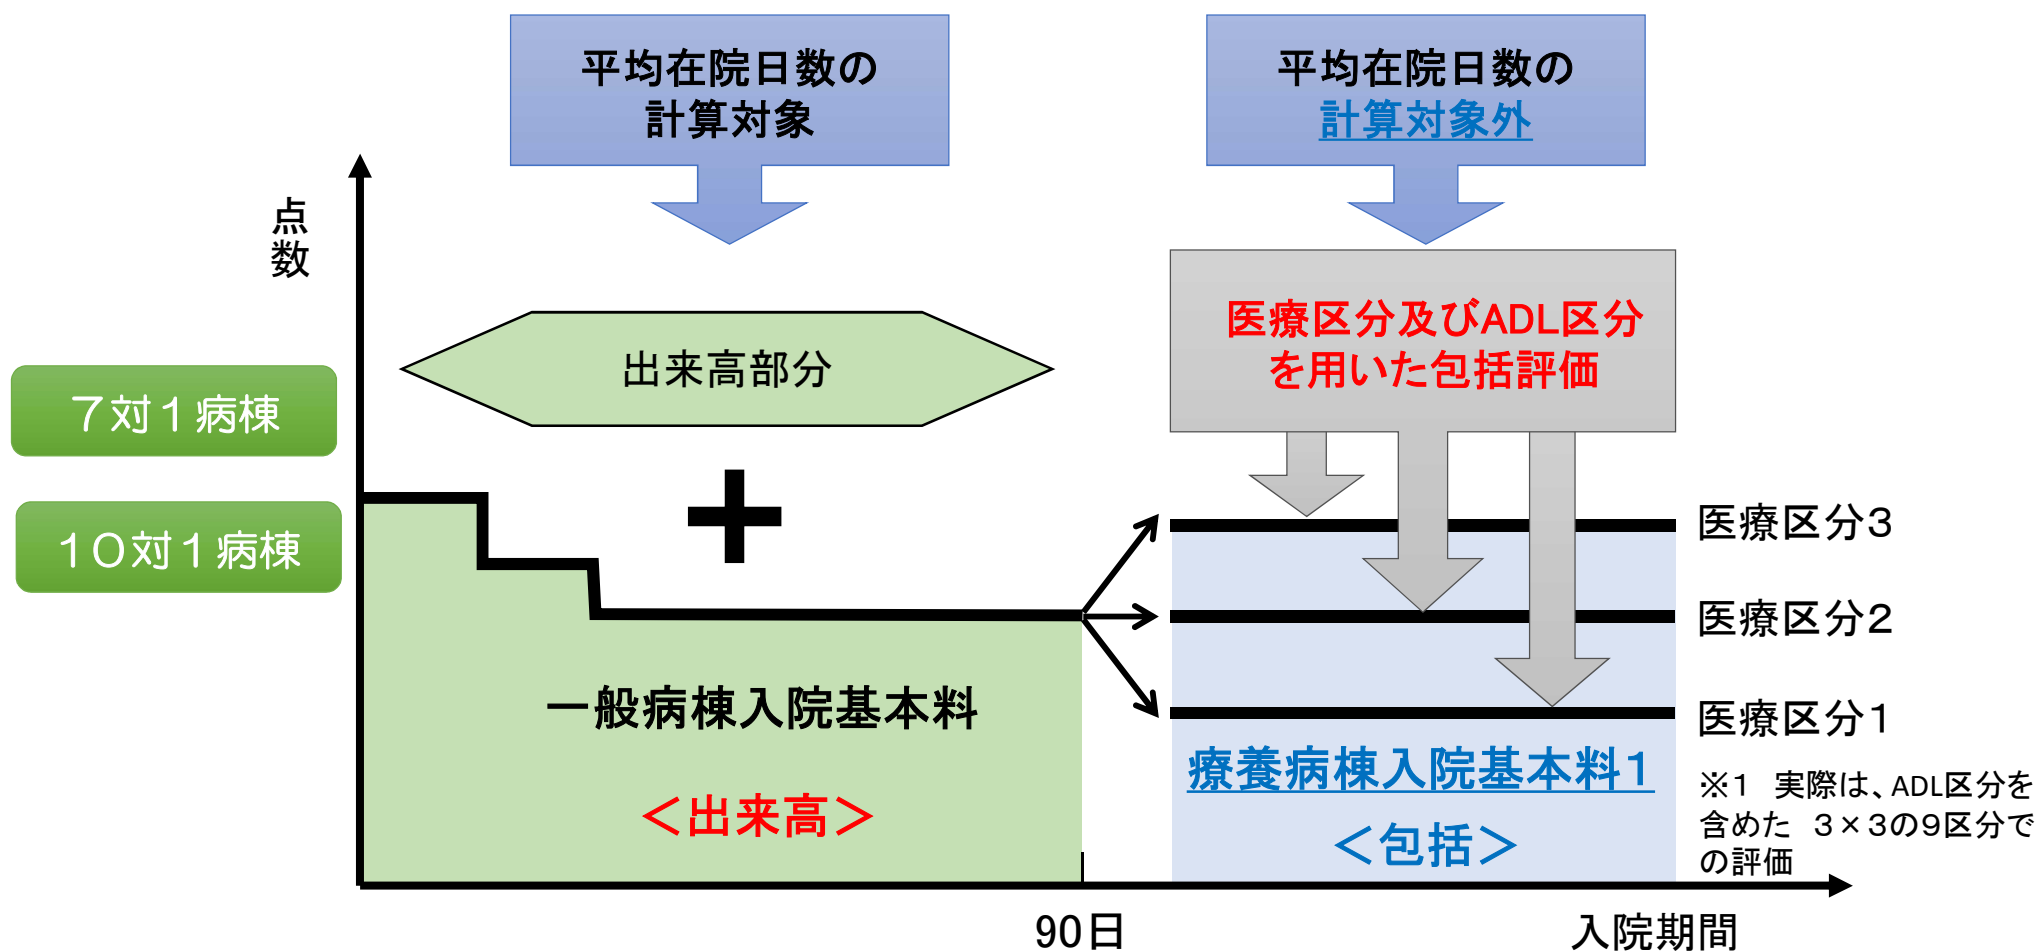 平均在院日数の
計算対象
平均在院日数の
計算対象外
点
数
医療区分及びADL区分
を用いた包括評価
出来高部分
７対１病棟
１０対１病棟
＋
医療区分３
医療区分２
医療区分１
一般病棟入院基本料
＜出来高＞
療養病棟入院基本料１
＜包括＞
※１　実際は、ADL区分を
含めた　３×３の９区分で
の評価
90日
入院期間